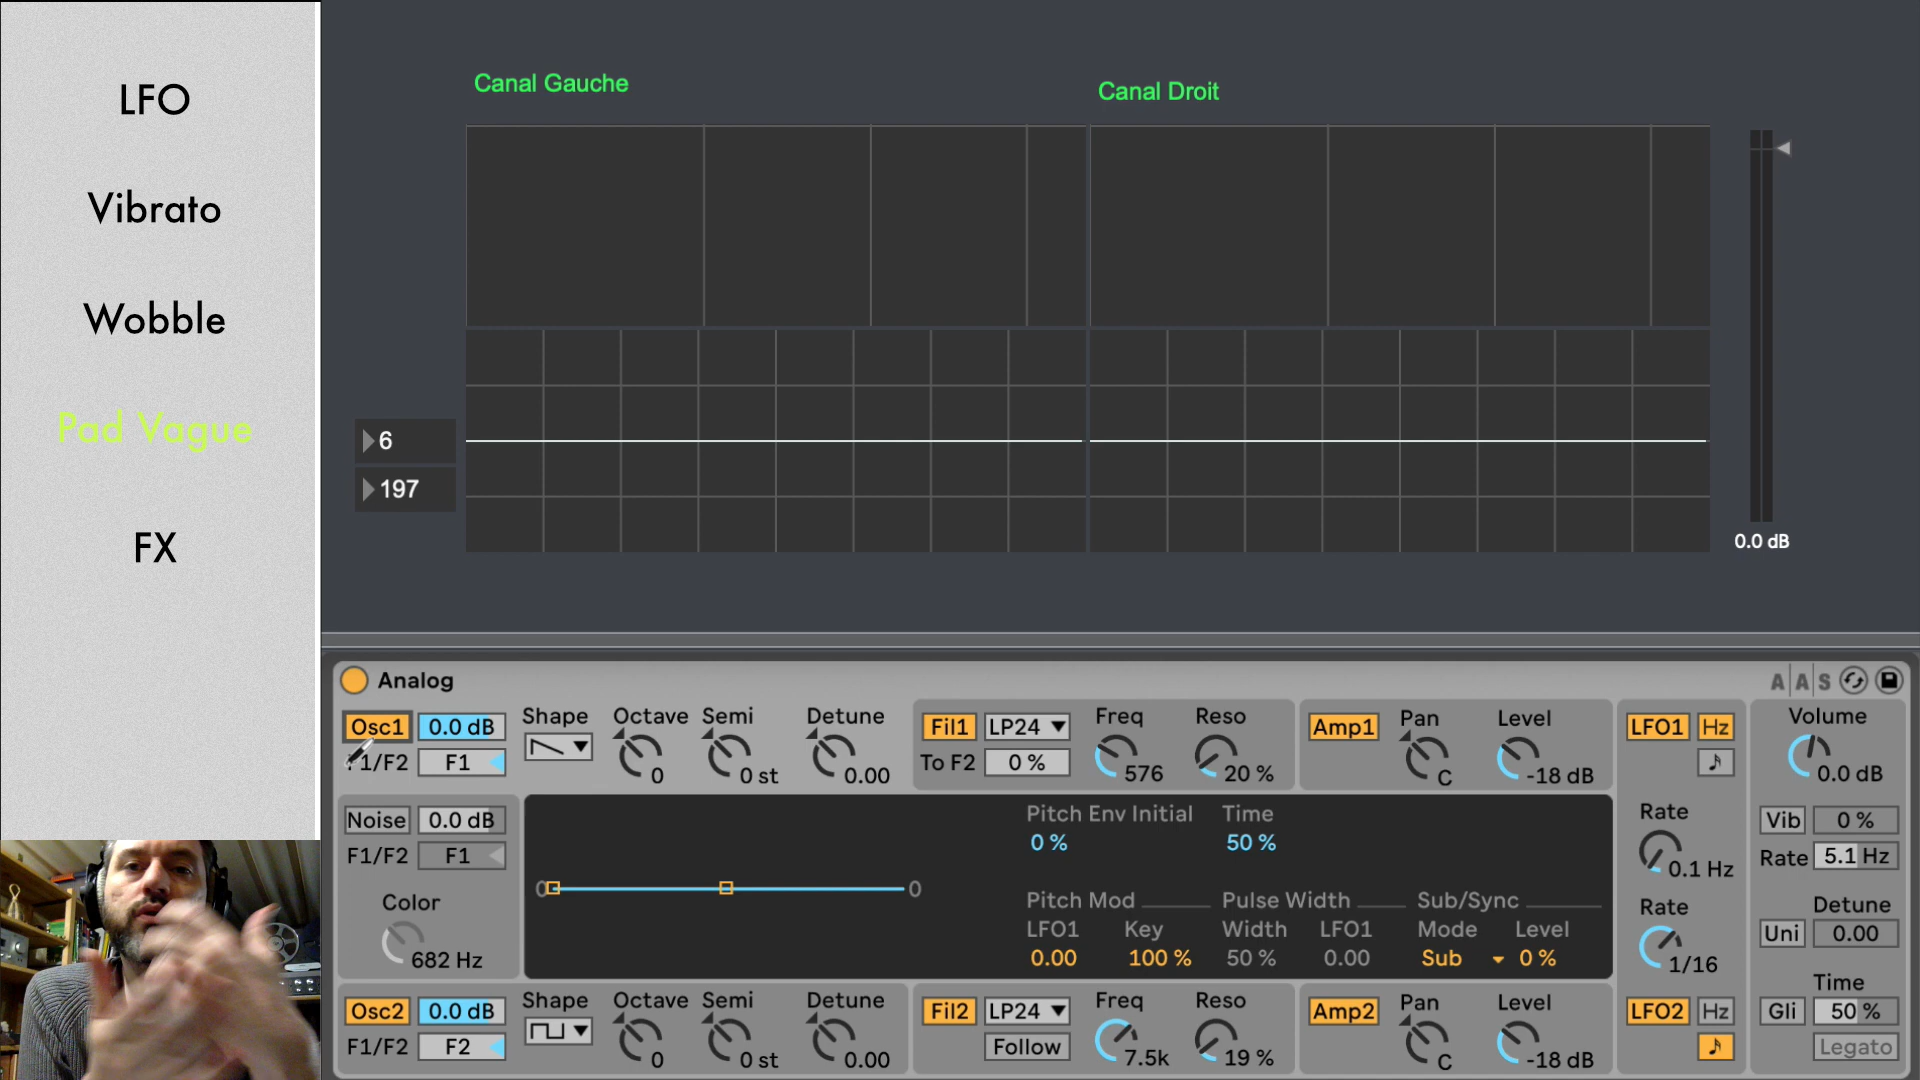 LFO
Vibrato
Wobble
Pad Vague
FX
Canal Gauche
Canal Droit
6
197
0.0 dB
Analog
A A S
Osc1 0.0 dB Shape Octave Semi Detune
F1/F2 F1 0 0 st 0.00
Fil1 LP24 Freq Reso
To F2 0 % 576 20 %
Amp1 Pan Level
C -18 dB
LFO1 Hz
Volume
0.0 dB
Noise 0.0 dB
F1/F2 F1
Color
682 Hz
Pitch Env Initial Time
0 % 50 %
0 0
Pitch Mod Pulse Width Sub/Sync
LFO1 Key Width LFO1 Mode Level
0.00 100 % 50 % 0.00 Sub 0 %
Rate
0.1 Hz
Rate
1/16
Vib 0 %
Rate 5.1 Hz
Detune
Uni 0.00
Time
Gli 50 %
Legato
Osc2 0.0 dB Shape Octave Semi Detune
F1/F2 F2 0 0 st 0.00
Fil2 LP24 Freq Reso
Follow 7.5k 19 %
Amp2 Pan Level
C -18 dB
LFO2 Hz